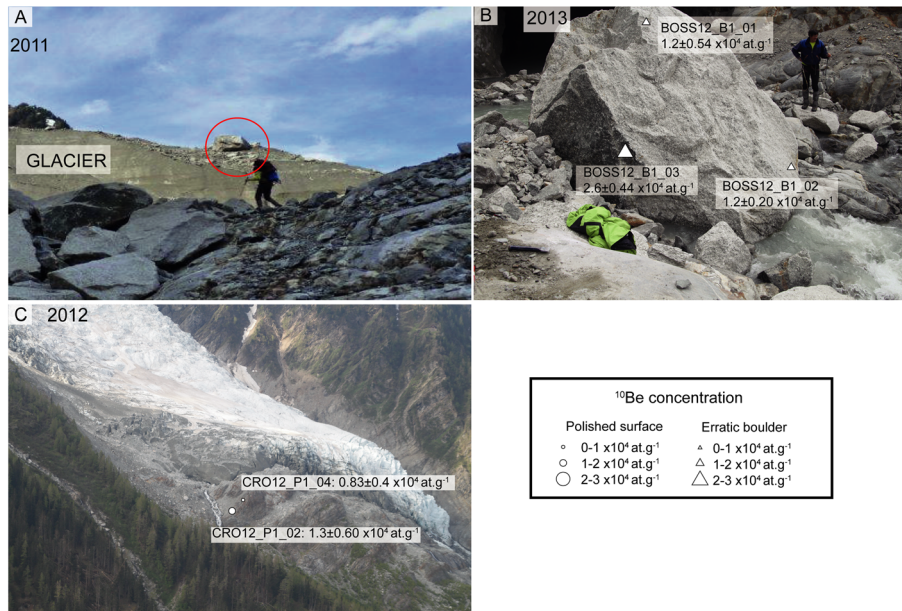 A
2011
GLACIER
B
2013
BOSS12_B1_01
1.2±0.54 x10⁴ at.g⁻¹
BOSS12_B1_03
2.6±0.44 x10⁴ at.g⁻¹
BOSS12_B1_02
1.2±0.20 x10⁴ at.g⁻¹
C
2012
CRO12_P1_04: 0.83±0.4 x10⁴ at.g⁻¹
CRO12_P1_02: 1.3±0.60 x10⁴ at.g⁻¹
¹⁰Be concentration
Polished surface
0-1 x10⁴ at.g⁻¹
1-2 x10⁴ at.g⁻¹
2-3 x10⁴ at.g⁻¹
Erratic boulder
0-1 x10⁴ at.g⁻¹
1-2 x10⁴ at.g⁻¹
2-3 x10⁴ at.g⁻¹